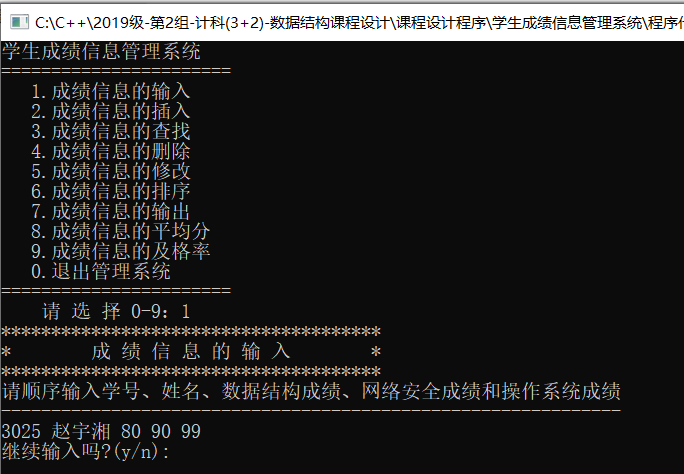 C:\C++\2019级-第2组-计科(3+2)-数据结构课程设计\课程设计程序\学生成绩信息管理系统\程序代
学生成绩信息管理系统
=======================
1.成绩信息的输入
2.成绩信息的插入
3.成绩信息的查找
4.成绩信息的删除
5.成绩信息的修改
6.成绩信息的排序
7.成绩信息的输出
8.成绩信息的平均分
9.成绩信息的及格率
0.退出管理系统
=======================
请 选 择 0-9: 1
**************************************
* 成 绩 信 息 的 输 入 *
**************************************
请顺序输入学号、姓名、数据结构成绩、网络安全成绩和操作系统成绩
--------------------------------------------------------------
3025 赵宇湘 80 90 99
继续输入吗?(y/n):